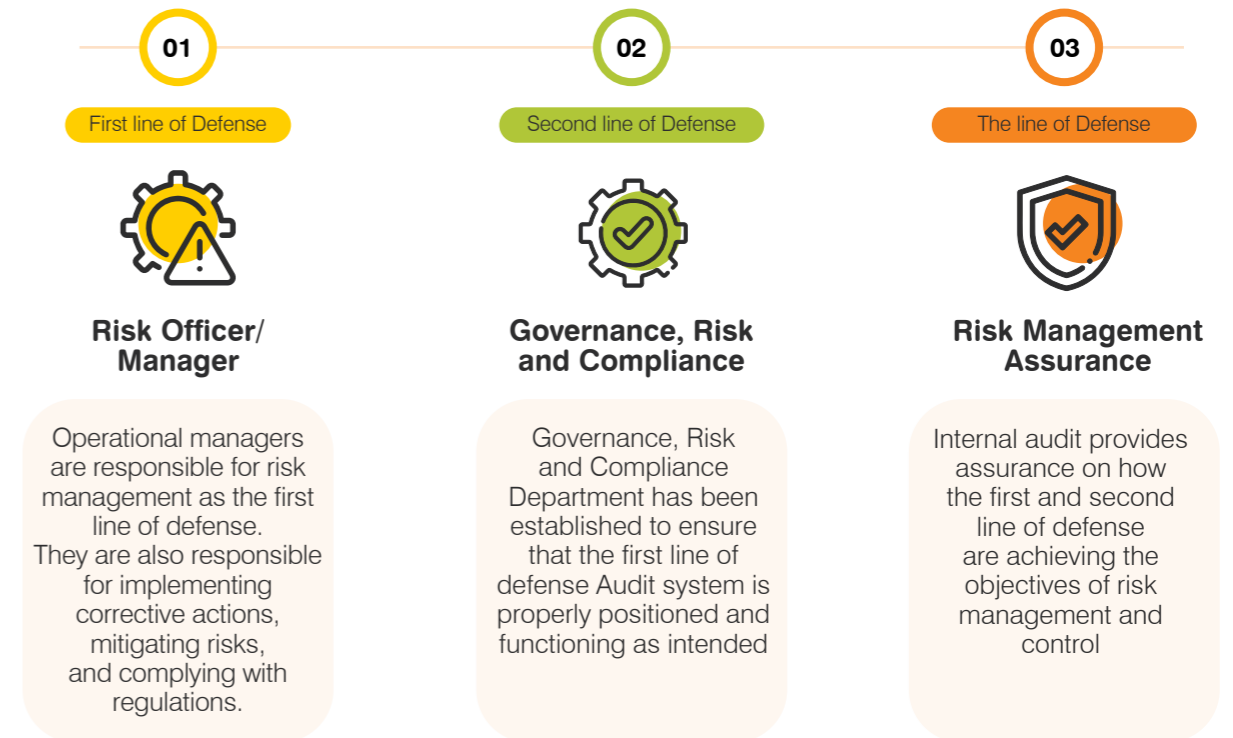 01
First line of Defense
Risk Officer/
Manager
Operational managers
are responsible for risk
management as the first
line of defense.
They are also responsible
for implementing
corrective actions,
mitigating risks,
and complying with
regulations.
02
Second line of Defense
Governance, Risk
and Compliance
Governance, Risk
and Compliance
Department has been
established to ensure
that the first line of
defense Audit system is
properly positioned and
functioning as intended
03
The line of Defense
Risk Management
Assurance
Internal audit provides
assurance on how
the first and second
line of defense
are achieving the
objectives of risk
management and
control